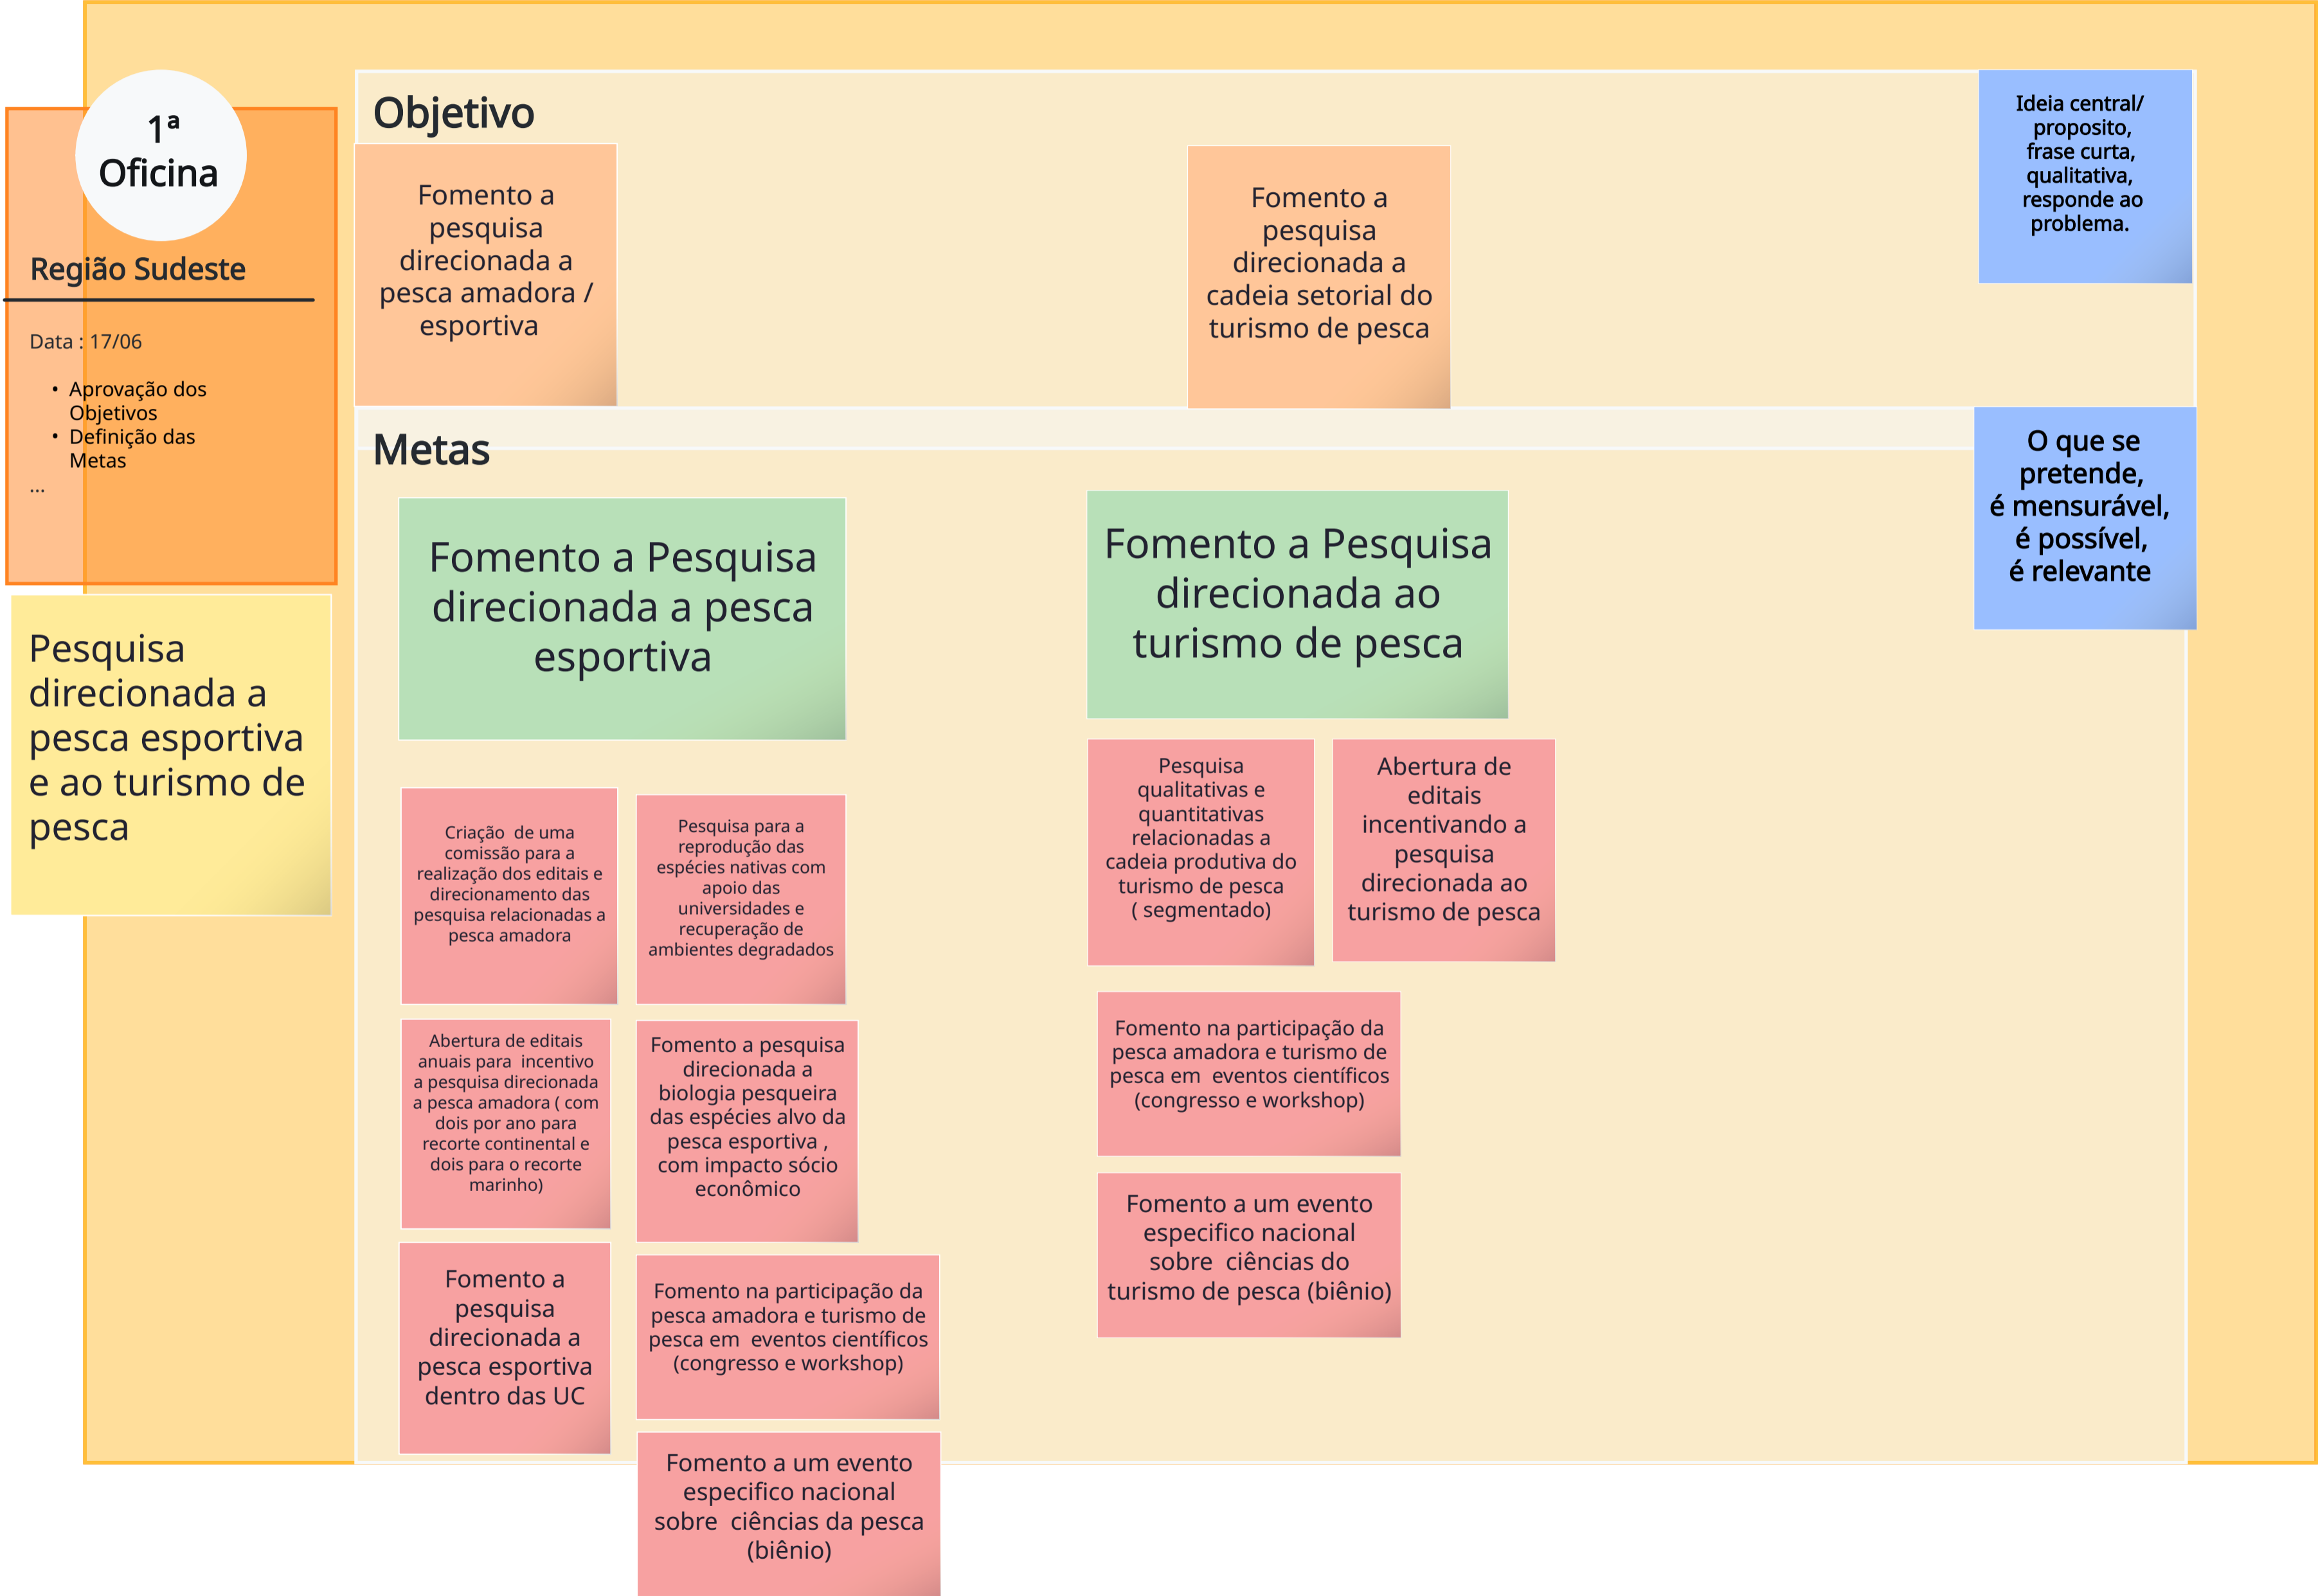 1ª
Oficina
Região Sudeste
Data : 17/06
• Aprovação dos
Objetivos
• Definição das
Metas
...
Pesquisa
direcionada a
pesca esportiva
e ao turismo de
pesca
Objetivo
Fomento a
pesquisa
direcionada a
pesca amadora /
esportiva
Fomento a
pesquisa
direcionada a
cadeia setorial do
turismo de pesca
Ideia central/
proposito,
frase curta,
qualitativa,
responde ao
problema.
Metas
O que se
pretende,
é mensurável,
é possível,
é relevante
Fomento a Pesquisa
direcionada a pesca
esportiva
Criação  de uma
comissão para a
realização dos editais e
direcionamento das
pesquisa relacionadas a
pesca amadora
Pesquisa para a
reprodução das
espécies nativas com
apoio das
universidades e
recuperação de
ambientes degradados
Abertura de editais
anuais para  incentivo
a pesquisa direcionada
a pesca amadora ( com
dois por ano para
recorte continental e
dois para o recorte
marinho)
Fomento a pesquisa
direcionada a
biologia pesqueira
das espécies alvo da
pesca esportiva ,
com impacto sócio
econômico
Fomento a
pesquisa
direcionada a
pesca esportiva
dentro das UC
Fomento na participação da
pesca amadora e turismo de
pesca em  eventos científicos
(congresso e workshop)
Fomento a um evento
especifico nacional
sobre  ciências da pesca
(biênio)
Fomento a Pesquisa
direcionada ao
turismo de pesca
Pesquisa
qualitativas e
quantitativas
relacionadas a
cadeia produtiva do
turismo de pesca
( segmentado)
Abertura de
editais
incentivando a
pesquisa
direcionada ao
turismo de pesca
Fomento na participação da
pesca amadora e turismo de
pesca em  eventos científicos
(congresso e workshop)
Fomento a um evento
especifico nacional
sobre  ciências do
turismo de pesca (biênio)